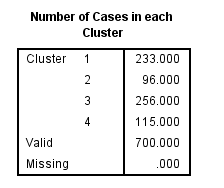 Number of Cases in each
Cluster
Cluster 1 233.000
2 96.000
3 256.000
4 115.000
Valid 700.000
Missing .000